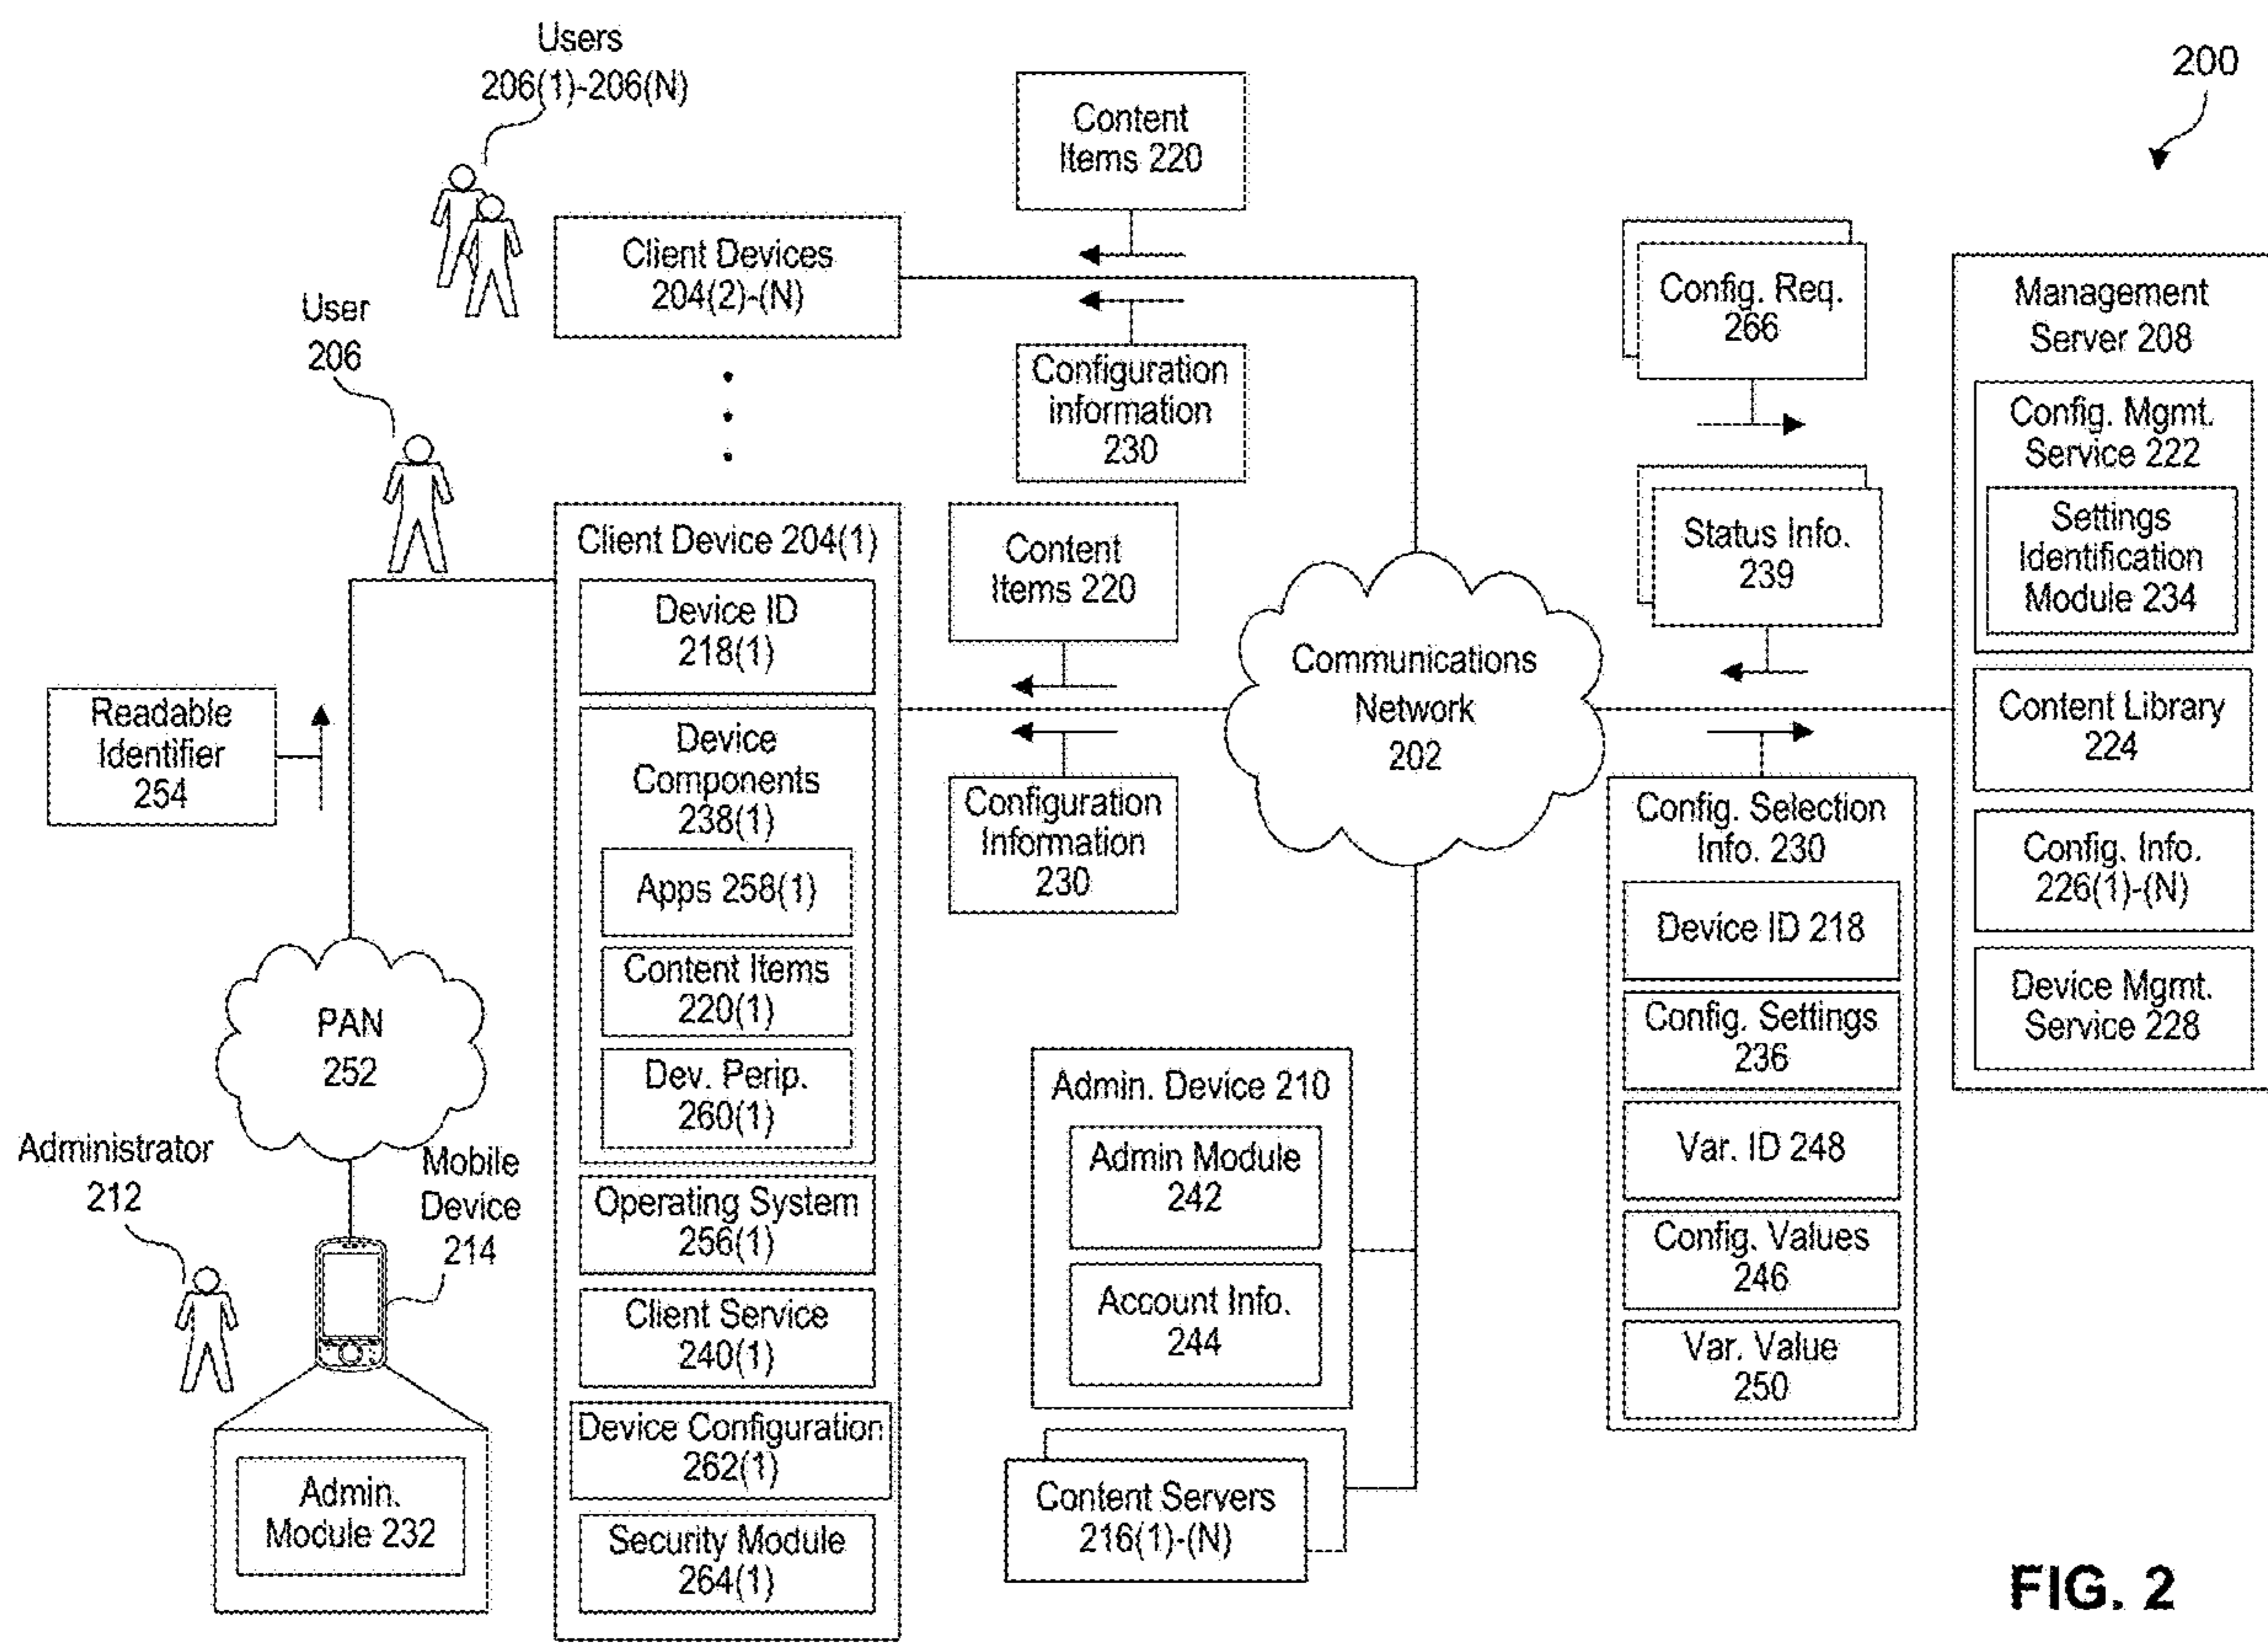 Users
206(1)-206(N)
200
Content
Items 220
Client Devices
204(2)-(N)
Config. Req.
266
Management
Server 208
User
206
Configuration
information
230
Config. Mgmt.
Service 222
Settings
Identification
Module 234
Status Info.
239
Client Device 204(1)
Content
Items 220
Device ID
218(1)
Communications
Network
202
Content Library
224
Readable
Identifier
254
Device
Components
238(1)
Configuration
Information
230
Config. Selection
Info. 230
Config. Info.
226(1)-(N)
Apps 258(1)
Device ID 218
Content Items
220(1)
Device Mgmt.
Service 228
PAN
252
Config. Settings
236
Dev. Perip.
260(1)
Admin. Device 210
Administrator
212
Mobile
Device
214
Admin Module
242
Var. ID 248
Operating System
256(1)
Config. Values
246
Account Info.
244
Client Service
240(1)
Var. Value
250
Device Configuration
262(1)
Admin.
Module 232
Content Servers
216(1)-(N)
Security Module
264(1)
FIG. 2